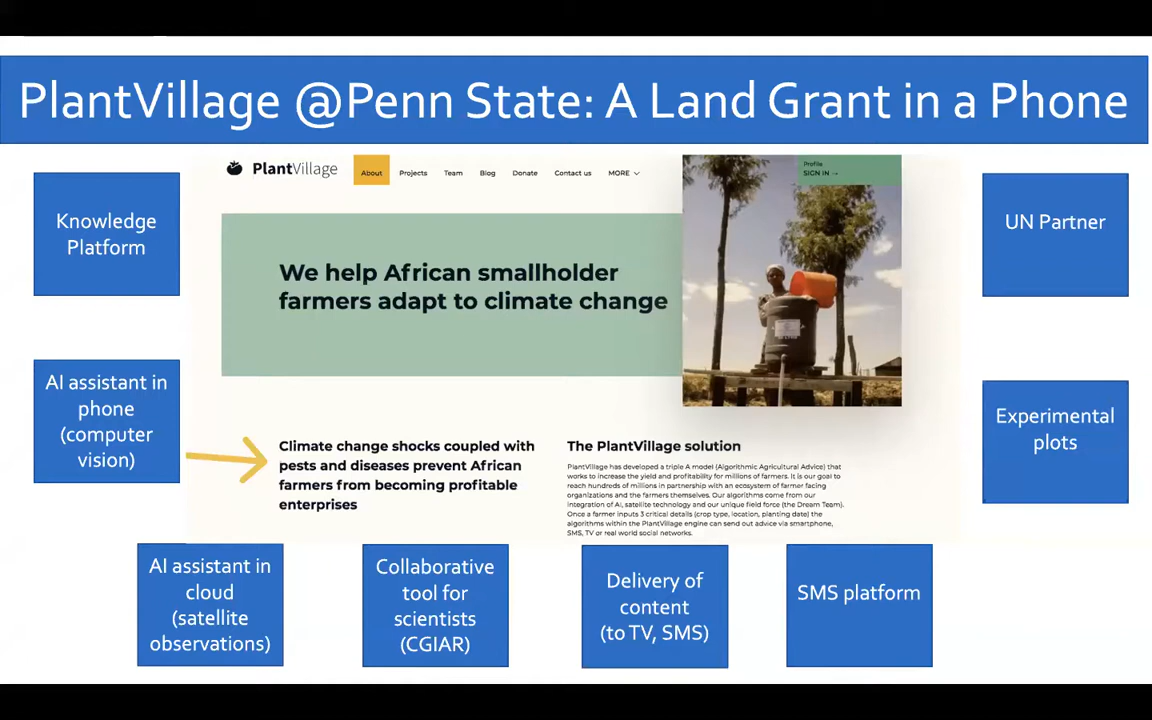 PlantVillage @Penn State: A Land Grant in a Phone
Knowledge
Platform
PlantVillage
About
Projects
Team
Blog
Donate
Contact us
MORE
Profile
SIGN IN →
UN Partner
We help African smallholder
farmers adapt to climate change
AI assistant in
phone
(computer
vision)
Experimental
plots
Climate change shocks coupled with
pests and diseases prevent African
farmers from becoming profitable
enterprises
The PlantVillage solution
PlantVillage has developed a triple A model (Algorithmic Agricultural Advice) that
works to increase the yield and profitability for millions of farmers. It is our goal to
reach hundreds of millions in partnership with an ecosystem of farmer facing
organizations and the farmers themselves. Our algorithms come from our
integration of AI, satellite technology and our unique field force (the Dream Team).
Once a farmer inputs 3 critical details (crop type, location, planting date) the
algorithms within the PlantVillage engine can send out advice via smartphone,
SMS, TV or real world social networks.
AI assistant in
cloud
(satellite
observations)
Collaborative
tool for
scientists
(CGIAR)
Delivery of
content
(to TV, SMS)
SMS platform